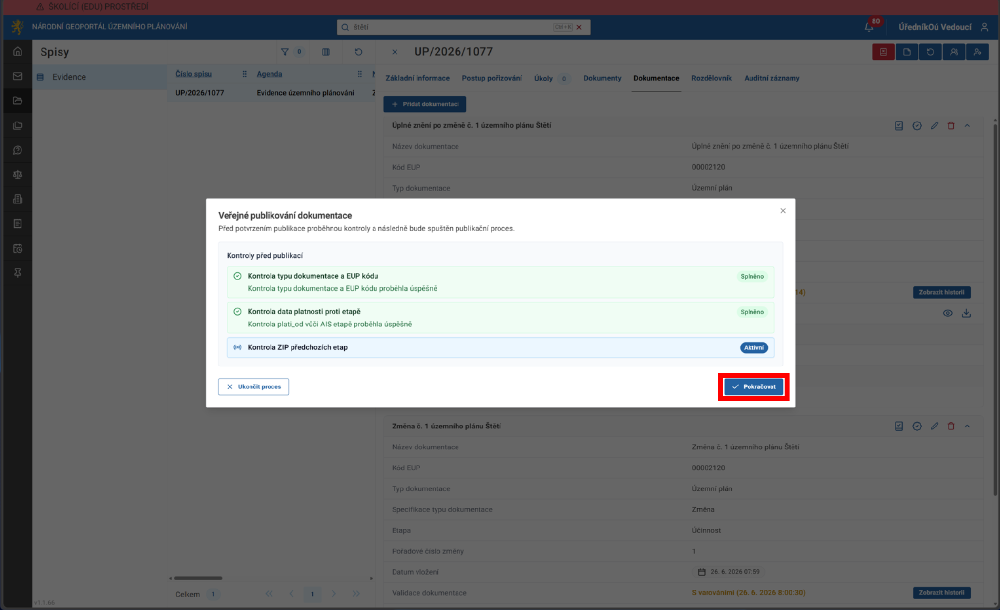 ŠKOLÍCÍ (EDU) PROSTŘEDÍ
NÁRODNÍ GEOPORTÁL ÚZEMNÍHO PLÁNOVÁNÍ
štětí
Ctrl+K
80
ÚředníkOú Vedoucí
Spisy
0
UP/2026/1077
Evidence
Číslo spisu
Agenda
UP/2026/1077
Evidence územního plánování
Základní informace
Postup pořizování
Úkoly 0
Dokumenty
Dokumentace
Rozdělovník
Auditní záznamy
Přidat dokumentaci
Úplné znění po změně č. 1 územního plánu Štětí
Název dokumentace
Úplné znění po změně č. 1 územního plánu Štětí
Kód EUP
00002120
Typ dokumentace
Územní plán
14)
Zobrazit historii
Veřejné publikování dokumentace
Před potvrzením publikace proběhnou kontroly a následně bude spuštěn publikační proces.
Kontroly před publikací
Kontrola typu dokumentace a EUP kódu
Splněno
Kontrola typu dokumentace a EUP kódu proběhla úspěšně
Kontrola data platnosti proti etapě
Splněno
Kontrola plati_od vůči AIS etapě proběhla úspěšně
Kontrola ZIP předchozích etap
Aktivní
Ukončit proces
Pokračovat
Změna č. 1 územního plánu Štětí
Název dokumentace
Změna č. 1 územního plánu Štětí
Kód EUP
00002120
Typ dokumentace
Územní plán
Specifikace typu dokumentace
Změna
Etapa
Účinnost
Pořadové číslo změny
1
Datum vložení
26. 6. 2026 07:59
Validace dokumentace
S varováními (26. 6. 2026 8:00:30)
Zobrazit historii
Celkem 1
1
v1.1.66